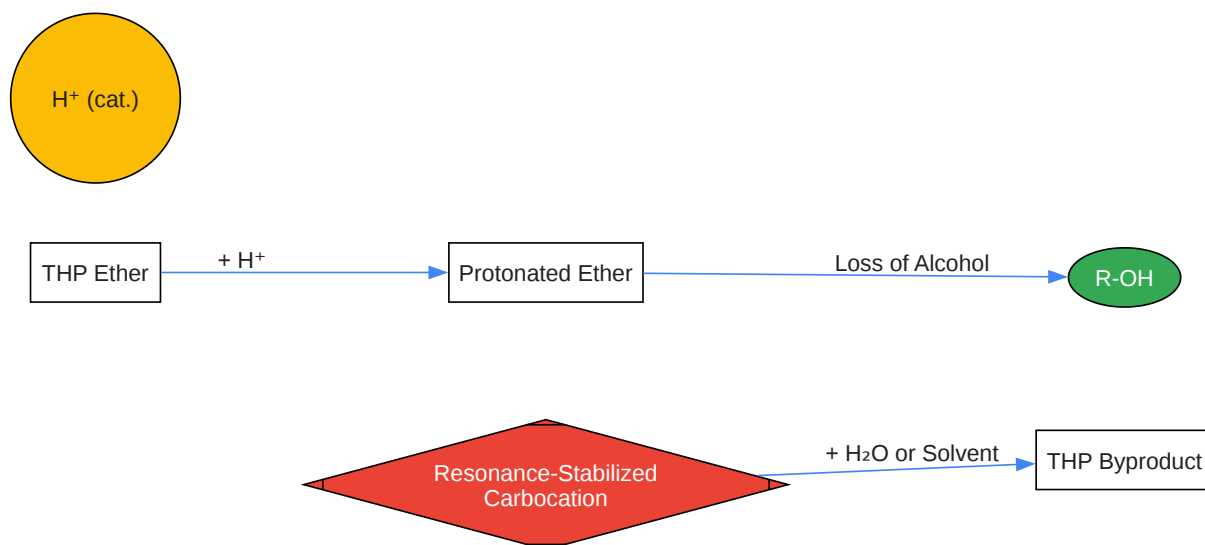 H⁺ (cat.)
THP Ether
+ H⁺
Protonated Ether
Loss of Alcohol
R-OH
Resonance-Stabilized
Carbocation
+ H₂O or Solvent
THP Byproduct